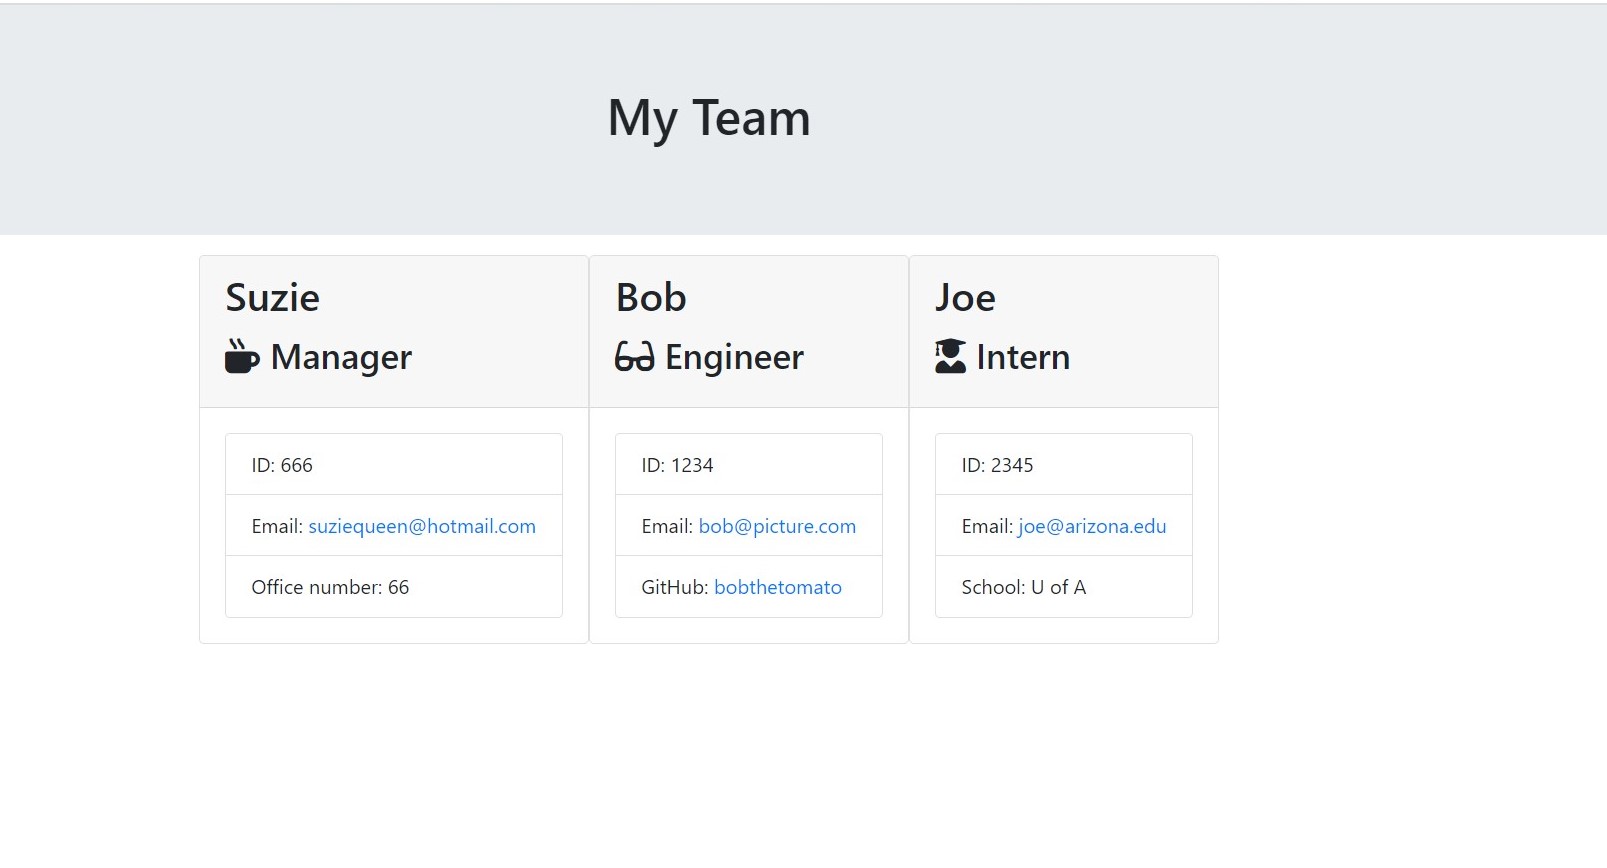 My Team
Suzie
Manager
ID: 666
Email: suziequeen@hotmail.com
Office number: 66
Bob
Engineer
ID: 1234
Email: bob@picture.com
GitHub: bobthetomato
Joe
Intern
ID: 2345
Email: joe@arizona.edu
School: U of A